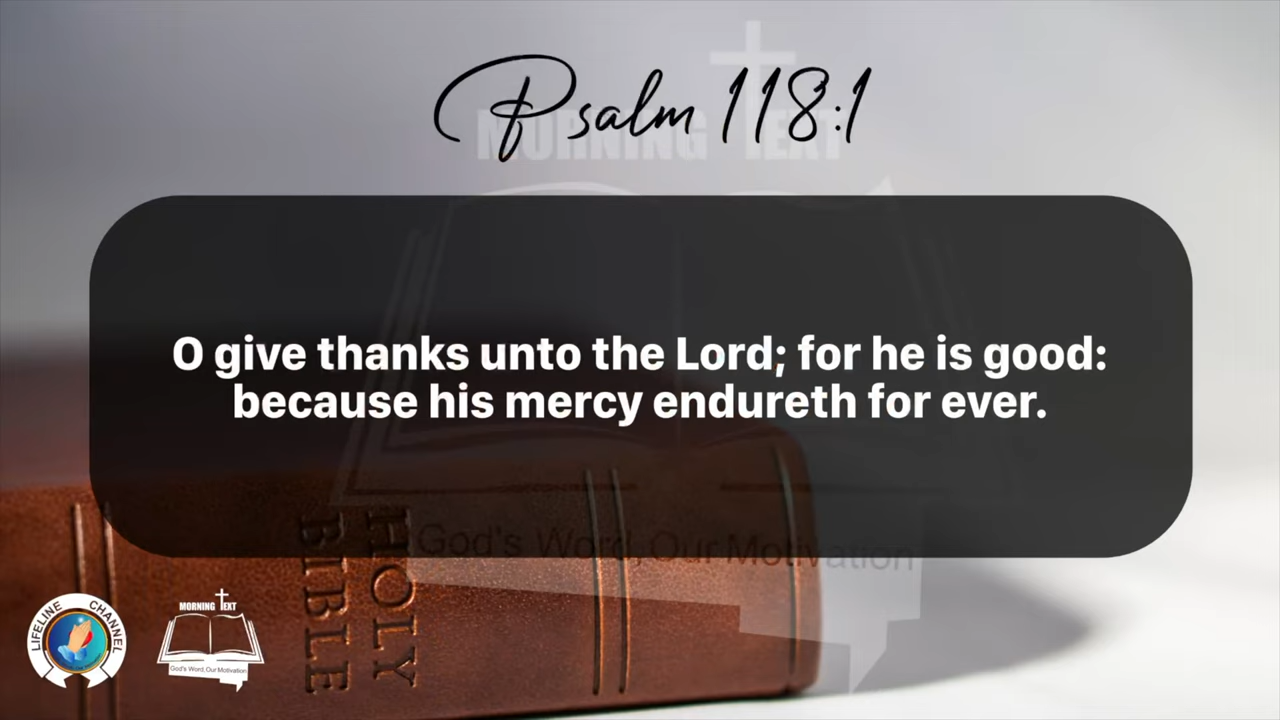 Psalm 118:1
MORNING TEXT
O give thanks unto the Lord; for he is good:
because his mercy endureth for ever.
God's Word, Our Motivation
HOLY
BIBLE
LIFELINE CHANNEL
MORNING TEXT
God's Word, Our Motivation